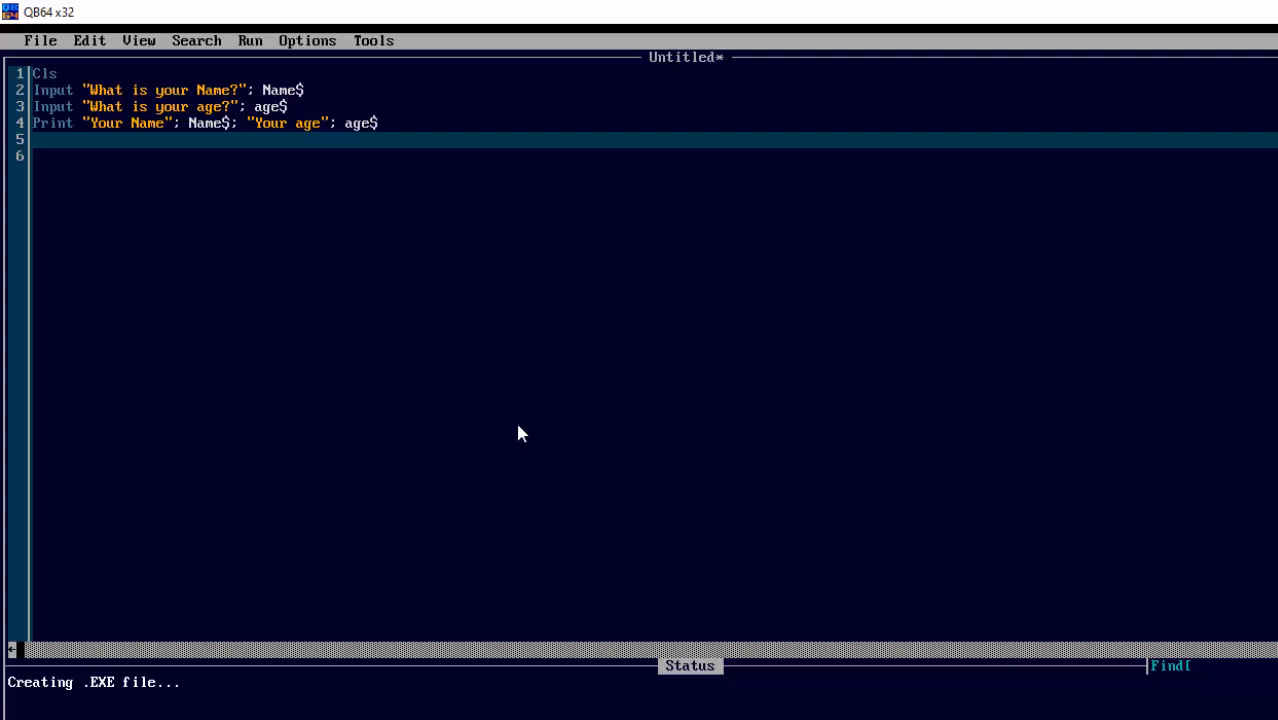 QB64 x32
File Edit View Search Run Options Tools
Untitled*
1 Cls
2 Input "What is your Name?"; Name$
3 Input "What is your age?"; age$
4 Print "Your Name"; Name$; "Your age"; age$
5
6
Status
Find[
Creating .EXE file...